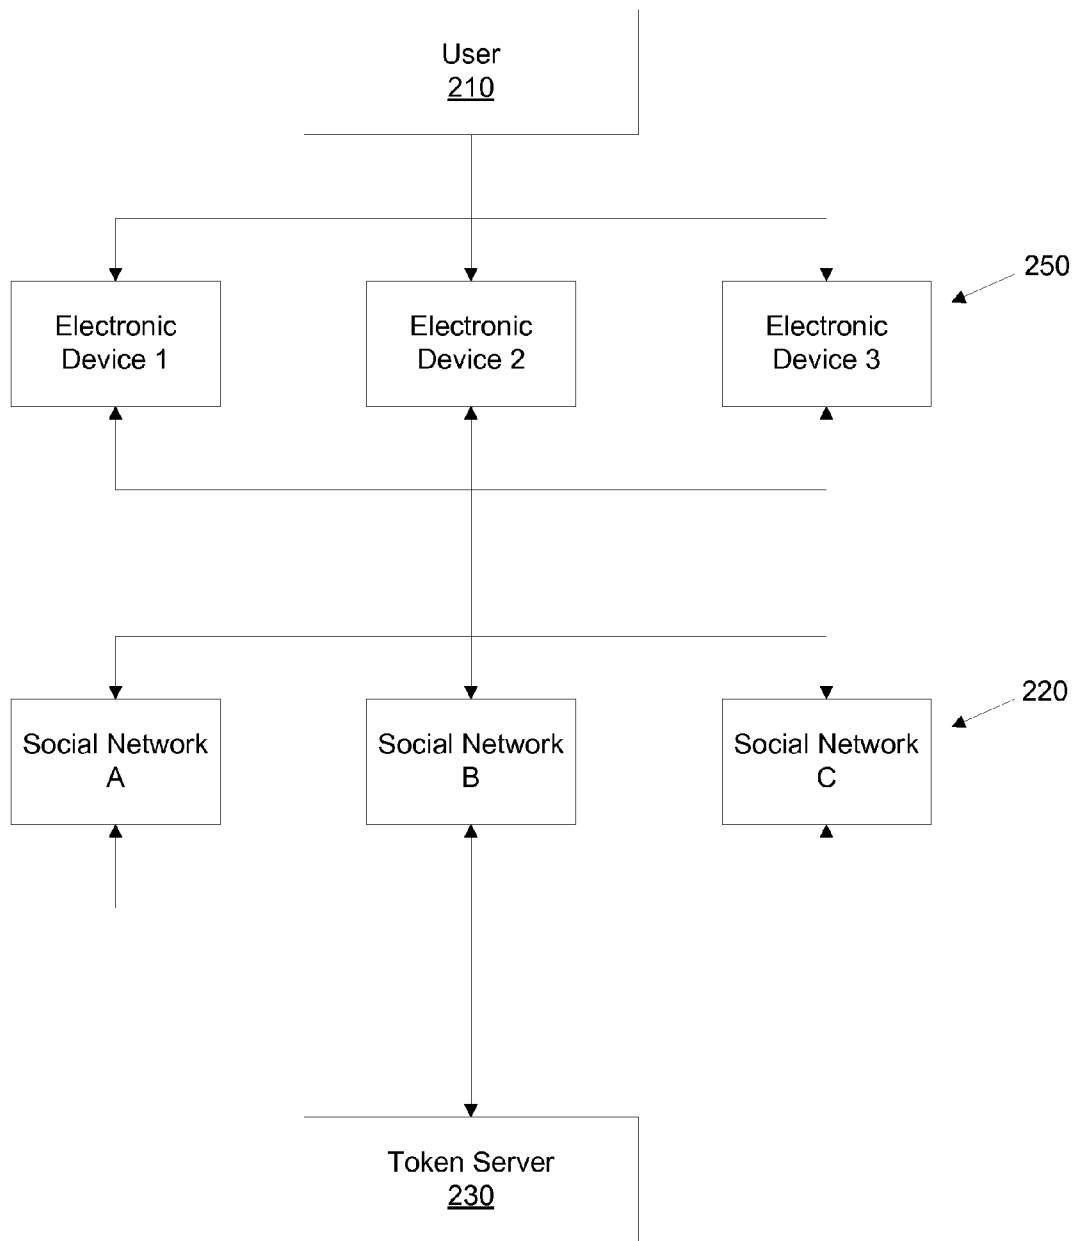 User
210
250
Electronic
Device 1
Electronic
Device 2
Electronic
Device 3
220
Social Network
A
Social Network
B
Social Network
C
Token Server
230